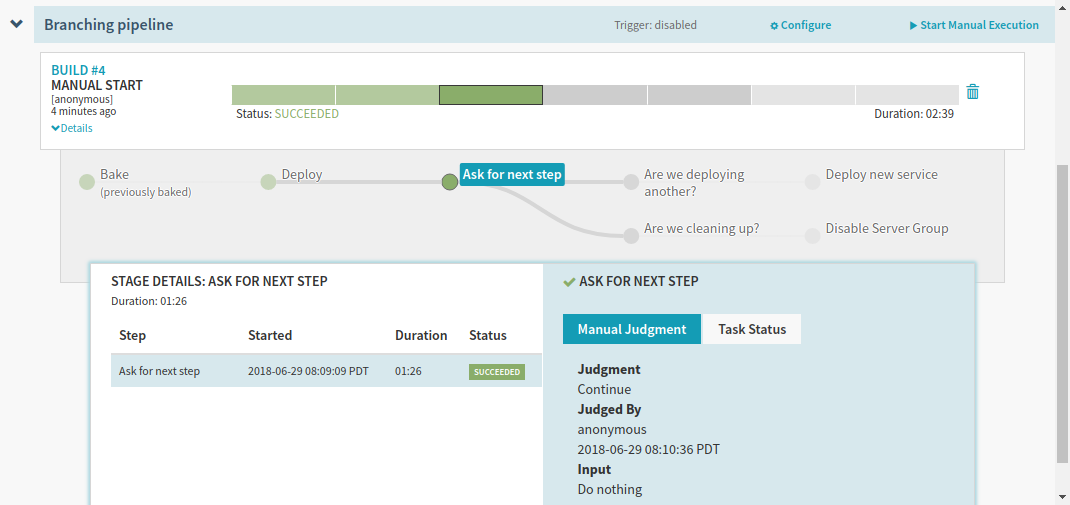 Branching pipeline
Trigger: disabled
Configure
Start Manual Execution
BUILD #4
MANUAL START
[anonymous]
4 minutes ago
Details
Status: SUCCEEDED
Duration: 02:39
Bake
(previously baked)
Deploy
Ask for next step
Are we deploying
another?
Deploy new service
Are we cleaning up?
Disable Server Group
STAGE DETAILS: ASK FOR NEXT STEP
Duration: 01:26
Step Started Duration Status
Ask for next step 2018-06-29 08:09:09 PDT 01:26 SUCCEEDED
ASK FOR NEXT STEP
Manual Judgment
Task Status
Judgment
Continue
Judged By
anonymous
2018-06-29 08:10:36 PDT
Input
Do nothing